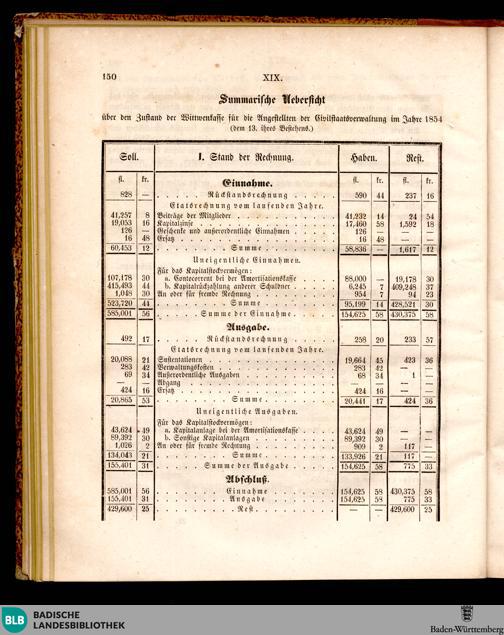 150 XIX.
Summarische Uebersicht
über den Zustand der Wittwenkasse für die Angestellten der Civilstaatsverwaltung im Jahre 1854
(dem 13. ihres Bestehens.)
Soll. I. Stand der Rechnung. Haben. Rest.
fl. kr. fl. kr. fl. kr.
Einnahme.
828 — Rückstandsrechnung 590 44 237 16
Etatsrechnung vom laufenden Jahre.
41,257 8 Beiträge der Mitglieder 41,232 14 24 54
19,053 16 Kapitalzinse 17,460 58 1,592 18
126 — Geschenke und außerordentliche Einnahmen 126 — — —
16 48 Ersatz 16 48 — —
60,453 12 Summe 58,836 — 1,617 12
Uneigentliche Einnahmen.
Für das Kapitalstockvermögen:
107,178 30 a. Contocorrent bei der Amortisationskasse 88,000 — 19,178 30
415,493 44 b. Kapitalrückzahlung anderer Schuldner 6,245 7 409,248 37
1,048 30 An oder für fremde Rechnung 954 7 94 23
523,720 44 Summe 95,199 14 428,521 30
585,001 56 Summe der Einnahme 154,625 58 430,375 58
Ausgabe.
492 17 Rückstandsrechnung 258 20 233 57
Etatsrechnung vom laufenden Jahre.
20,088 21 Sustentationen 19,664 45 423 36
283 42 Verwaltungskosten 283 42 — —
69 34 Außerordentliche Ausgaben 68 34 1 —
— — Abgang — — — —
424 16 Ersatz 424 16 — —
20,865 53 Summe 20,441 17 424 36
Uneigentliche Ausgaben.
Für das Kapitalstockvermögen:
43,624 49 a. Kapitalanlage bei der Amortisationskasse 43,624 49 — —
89,392 30 b. Sonstige Kapitalanlagen 89,392 30 — —
1,026 2 An oder für fremde Rechnung 909 2 117 —
134,043 21 Summe 133,926 21 117 —
155,401 31 Summe der Ausgabe 154,625 58 775 33
Abschluß.
585,001 56 Einnahme 154,625 58 430,375 58
155,401 31 Ausgabe 154,625 58 775 33
429,600 25 Rest — — 429,600 25
BLB BADISCHE
LANDESBIBLIOTHEK
Baden-Württemberg